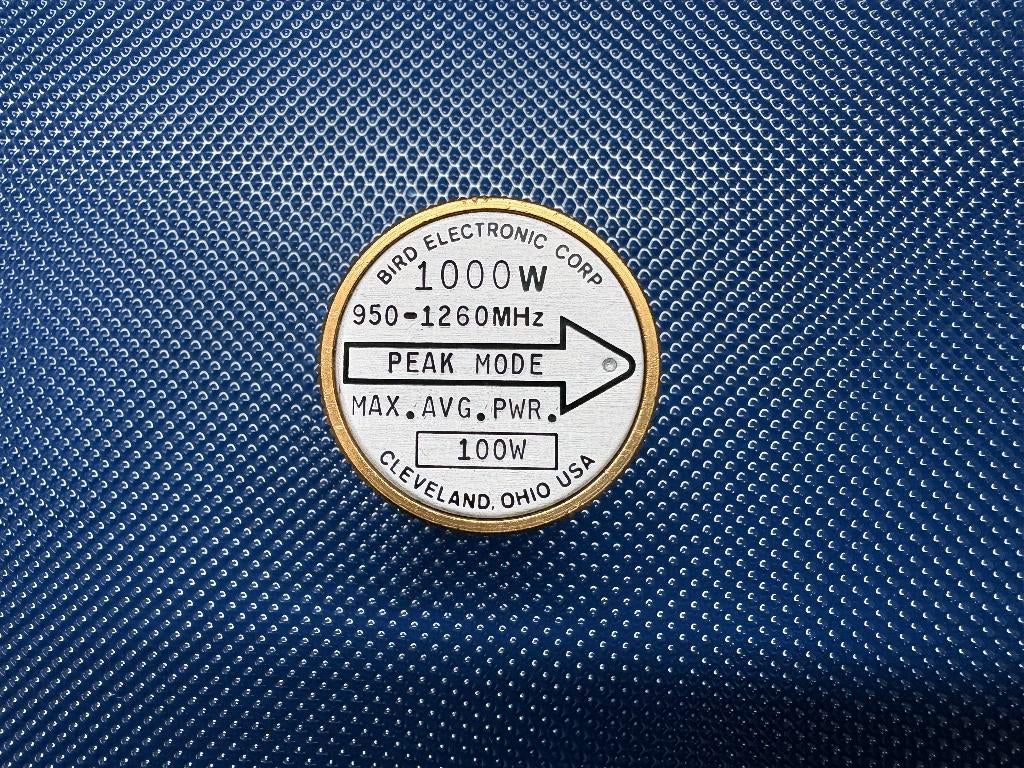 BIRD ELECTRONIC CORP
1000W
950-1260MHz
PEAK MODE
MAX.AVG.PWR.
100W
CLEVELAND, OHIO USA